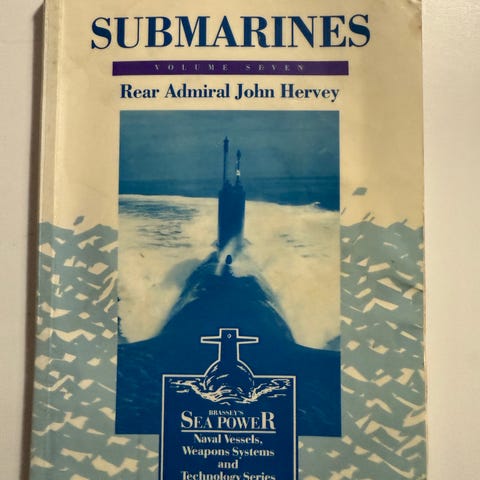 SUBMARINES
VOLUME SEVEN
Rear Admiral John Hervey
BRASSEY'S
SEA POWER
Naval Vessels,
Weapons Systems
and
Technology Series